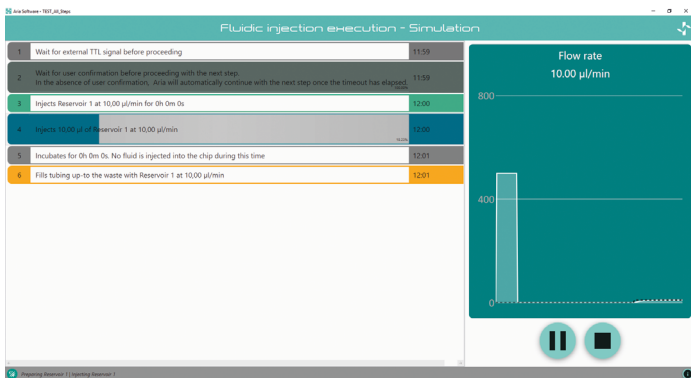 Aria Software - TEST_All_Steps
Fluidic injection execution - Simulation
1 Wait for external TTL signal before proceeding 11:59
2 Wait for user confirmation before proceeding with the next step.
In the absence of user confirmation, Aria will automatically continue with the next step once the timeout has elapsed. 11:59
3 Injects Reservoir 1 at 10,00 µl/min for 0h 0m 0s 12:00
4 Injects 10,00 µl of Reservoir 1 at 10,00 µl/min 12:00
5 Incubates for 0h 0m 0s. No fluid is injected into the chip during this time 12:01
6 Fills tubing up-to the waste with Reservoir 1 at 10,00 µl/min 12:01
Flow rate
10.00 µl/min
800
400
0
Preparing Reservoir 1 | Injecting Reservoir 1